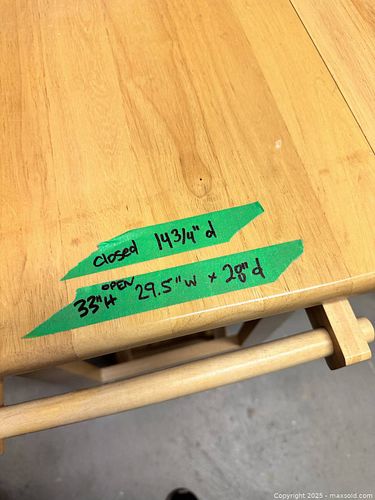 closed 14 3/4" d
OPEN
33"H 29.5"W x 28"d
Copyright 2025 - maxsold.com